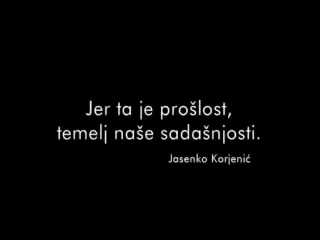 Jer ta je prošlost,
temelj naše sadašnjosti.
Jasenko Korjenić